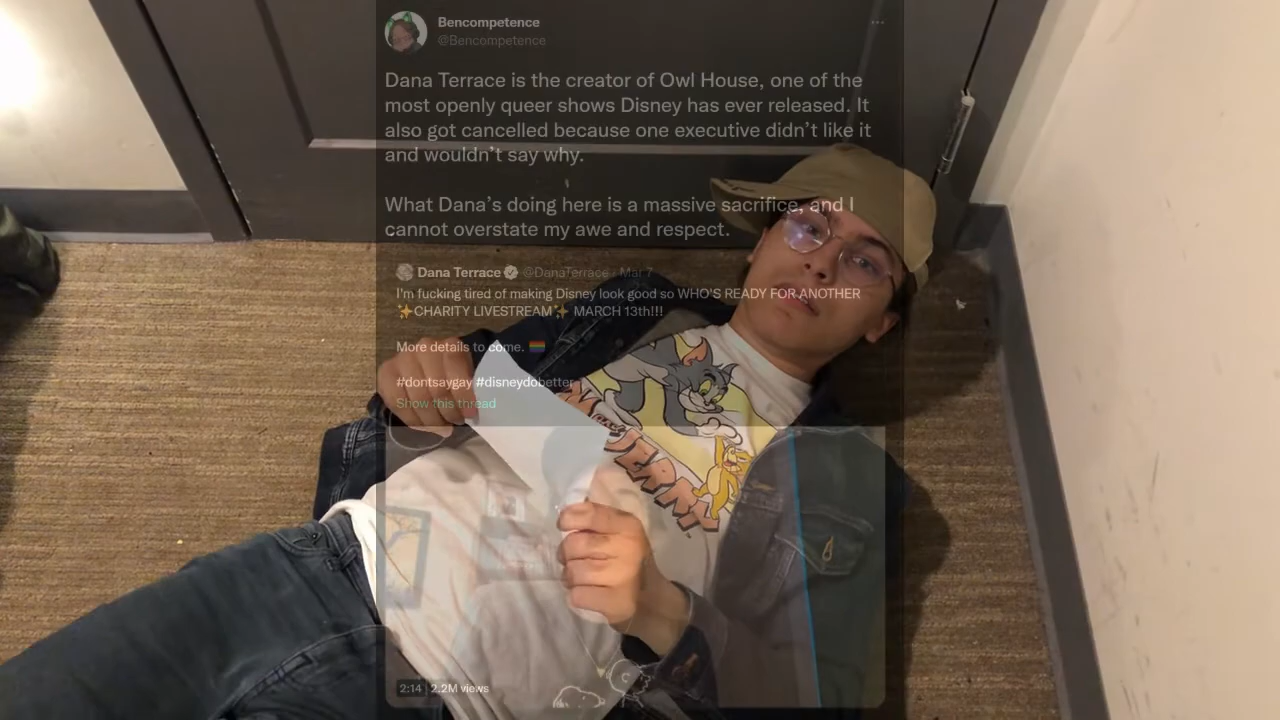 Bencompetence
@Bencompetence
Dana Terrace is the creator of Owl House, one of the
most openly queer shows Disney has ever released. It
also got cancelled because one executive didn't like it
and wouldn't say why.
What Dana's doing here is a massive sacrifice, and I
cannot overstate my awe and respect.
Dana Terrace @DanaTerrace · Mar 7
I'm fucking tired of making Disney look good so WHO'S READY FOR ANOTHER
✨CHARITY LIVESTREAM✨ MARCH 13th!!!
More details to come. 🏳️‍🌈
#dontsaygay #disneydobetter
Show this thread
JERRY
2:14 2.2M views